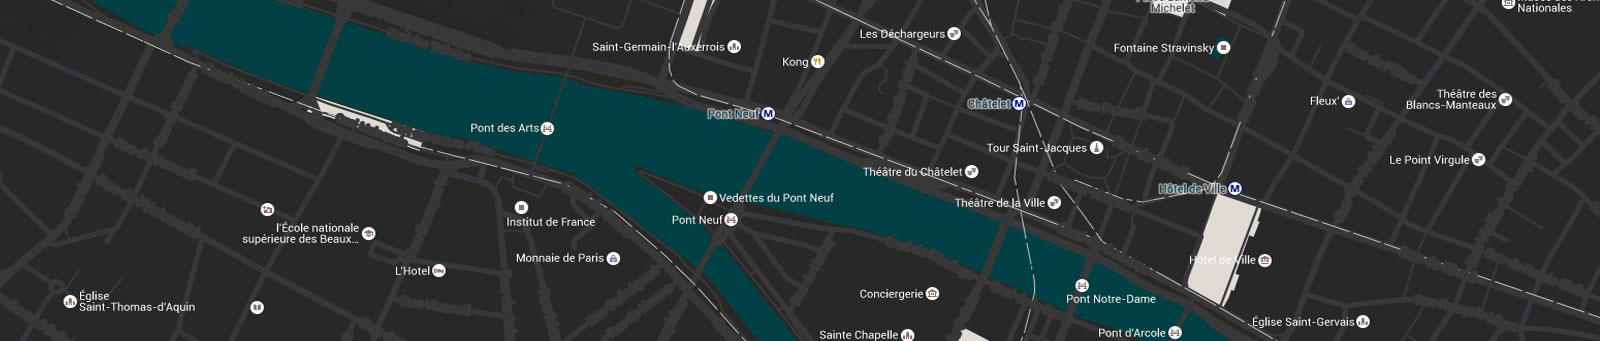 Michelet
Nationales
Les Déchargeurs
Saint-Germain-l'Auxerrois
Fontaine Stravinsky
Kong
Théâtre des
Blancs-Manteaux
Fleux'
Châtelet
M
Pont Neuf
M
Pont des Arts
Tour Saint-Jacques
Le Point Virgule
Théâtre du Châtelet
Hôtel de Ville
M
Vedettes du Pont Neuf
Théâtre de la Ville
Institut de France
Pont Neuf
l'École nationale
supérieure des Beaux...
Monnaie de Paris
Hôtel de Ville
L'Hotel
Conciergerie
Pont Notre-Dame
Église
Saint-Thomas-d'Aquin
Église Saint-Gervais
Pont d'Arcole
Sainte Chapelle